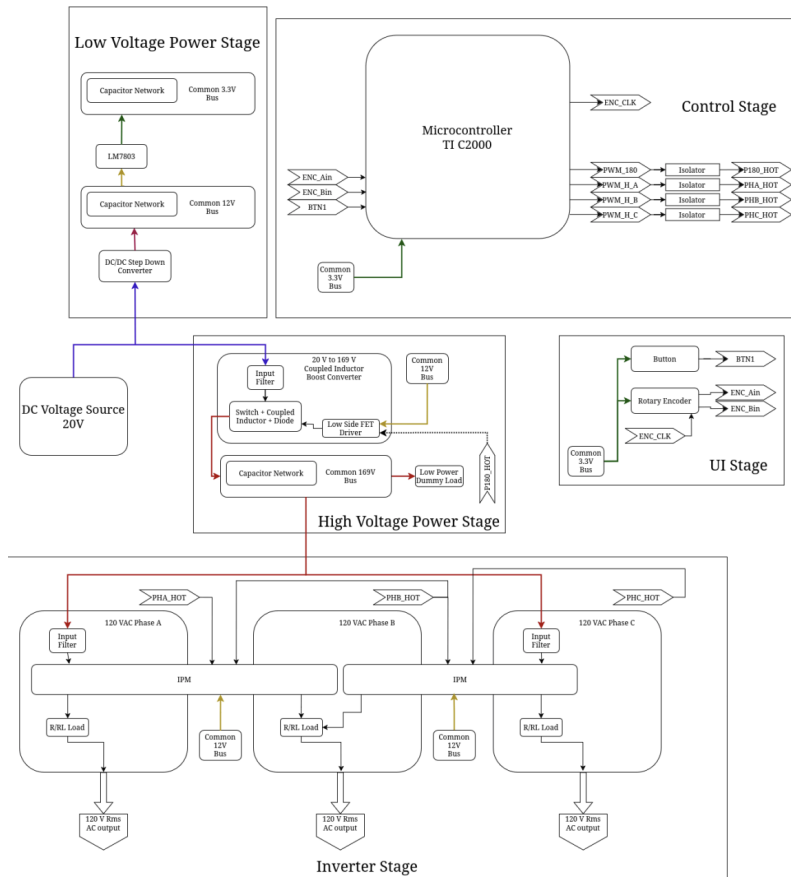 Low Voltage Power Stage
Capacitor Network
Common 3.3V
Bus
LM7803
Capacitor Network
Common 12V
Bus
DC/DC Step Down
Converter
Microcontroller
TI C2000
Control Stage
ENC_CLK
ENC_Ain
ENC_Bin
BTN1
PWM_180
Isolator
P180_HOT
PWM_H_A
Isolator
PHA_HOT
PWM_H_B
Isolator
PHB_HOT
PWM_H_C
Isolator
PHC_HOT
Common
3.3V
Bus
DC Voltage Source
20V
20 V to 169 V
Coupled Inductor
Boost Converter
Input
Filter
Switch + Coupled
Inductor + Diode
Low Side FET
Driver
Common
12V
Bus
P180_HOT
Capacitor Network
Common 169V
Bus
Low Power
Dummy Load
High Voltage Power Stage
Button
BTN1
Rotary Encoder
ENC_Ain
ENC_Bin
ENC_CLK
Common
3.3V
Bus
UI Stage
PHA_HOT
PHB_HOT
PHC_HOT
120 VAC Phase A
120 VAC Phase B
120 VAC Phase C
Input
Filter
Input
Filter
IPM
IPM
R/RL Load
Common
12V
Bus
R/RL Load
Common
12V
Bus
R/RL Load
120 V Rms
AC output
120 V Rms
AC output
120 V Rms
AC output
Inverter Stage